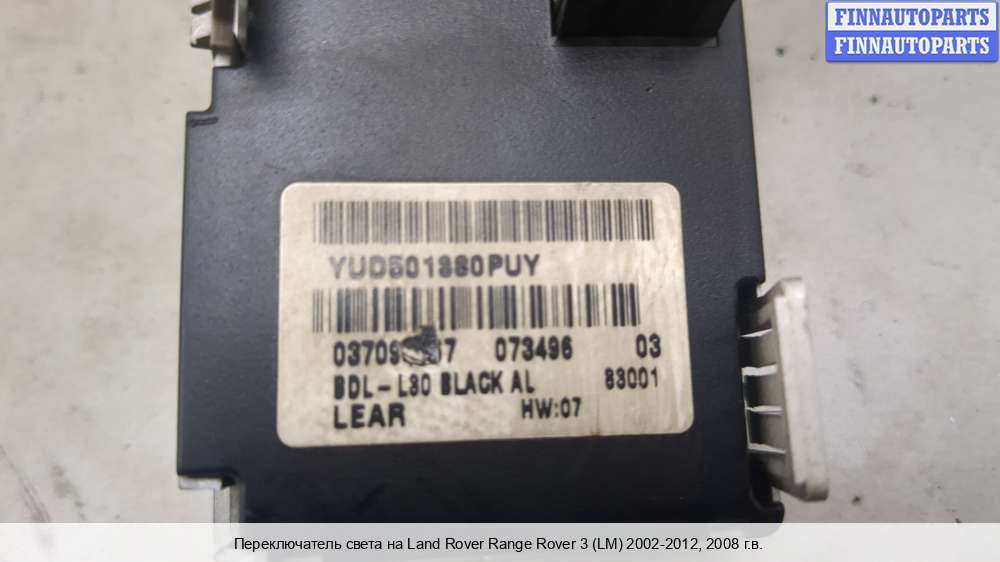 FINNAUTOPARTS
FINNAUTOPARTS
YUD501880PUY
073496 03
BDL-L30 BLACK AL 83001
LEAR HW:07
Переключатель света на Land Rover Range Rover 3 (LM) 2002-2012, 2008 г.в.